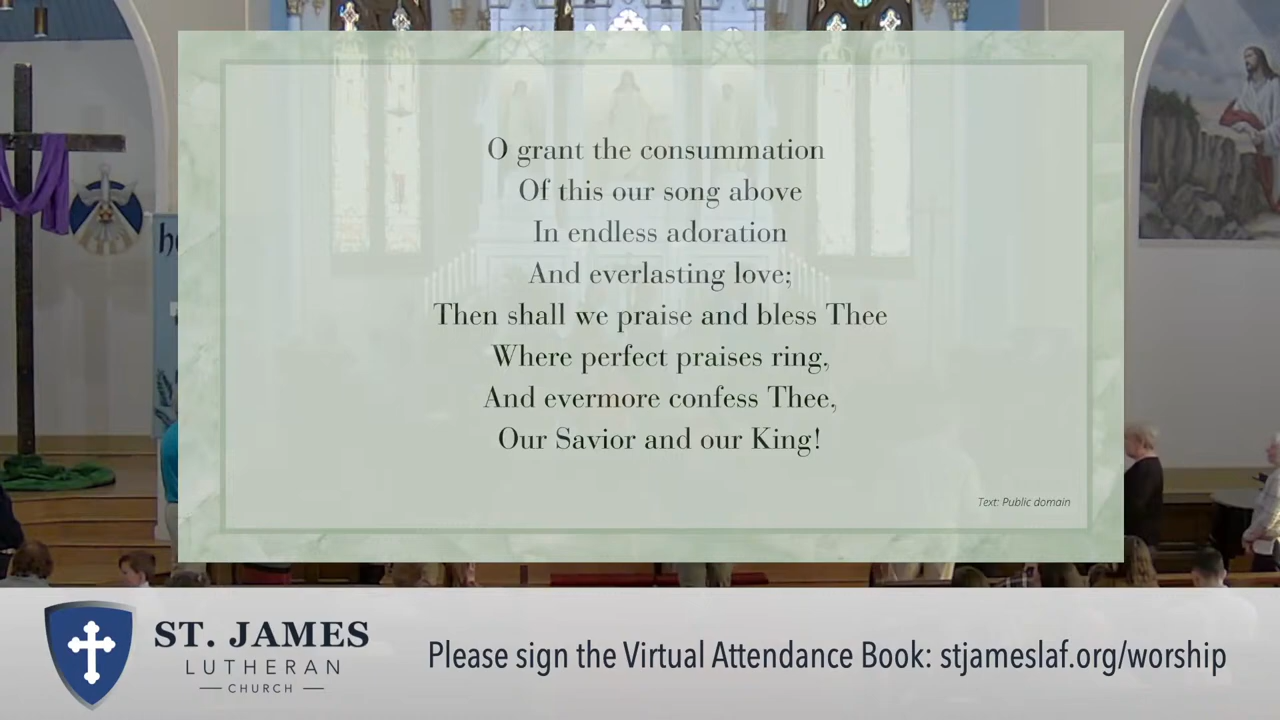 O grant the consummation
Of this our song above
In endless adoration
And everlasting love;
Then shall we praise and bless Thee
Where perfect praises ring,
And evermore confess Thee,
Our Savior and our King!
Text: Public domain
ST. JAMES
LUTHERAN
CHURCH
Please sign the Virtual Attendance Book: stjameslaf.org/worship